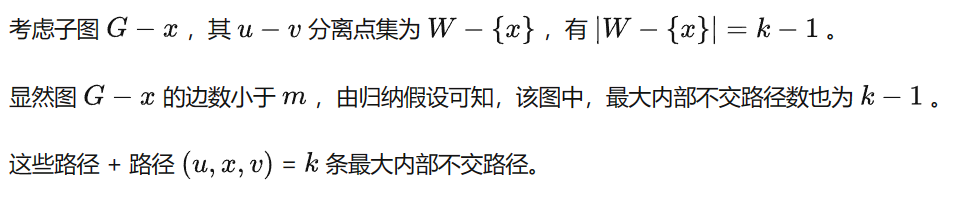 考虑子图 G − x ，其 u − v 分离点集为 W − {x} ，有 |W − {x}| = k − 1 。
显然图 G − x 的边数小于 m ，由归纳假设可知，该图中，最大内部不交路径数也为 k − 1 。
这些路径 + 路径 (u, x, v) = k 条最大内部不交路径。